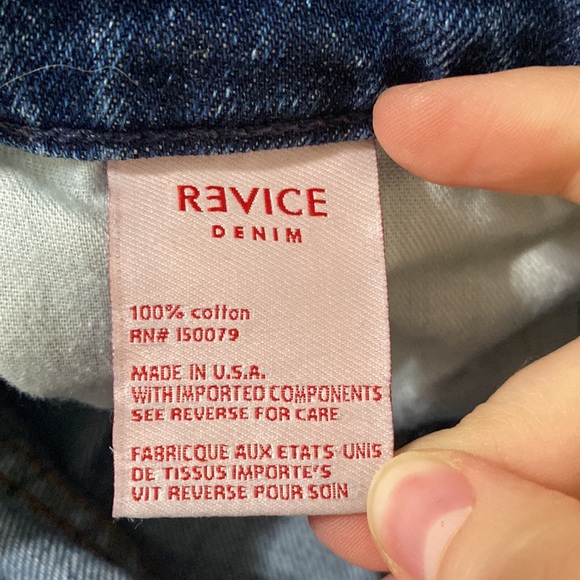 RƎVICE
DENIM
100% cotton
RN# 150079
MADE IN U.S.A.
WITH IMPORTED COMPONENTS
SEE REVERSE FOR CARE
FABRICQUE AUX ETATS UNIS
DE TISSUS IMPORTE'S
VIT REVERSE POUR SOIN